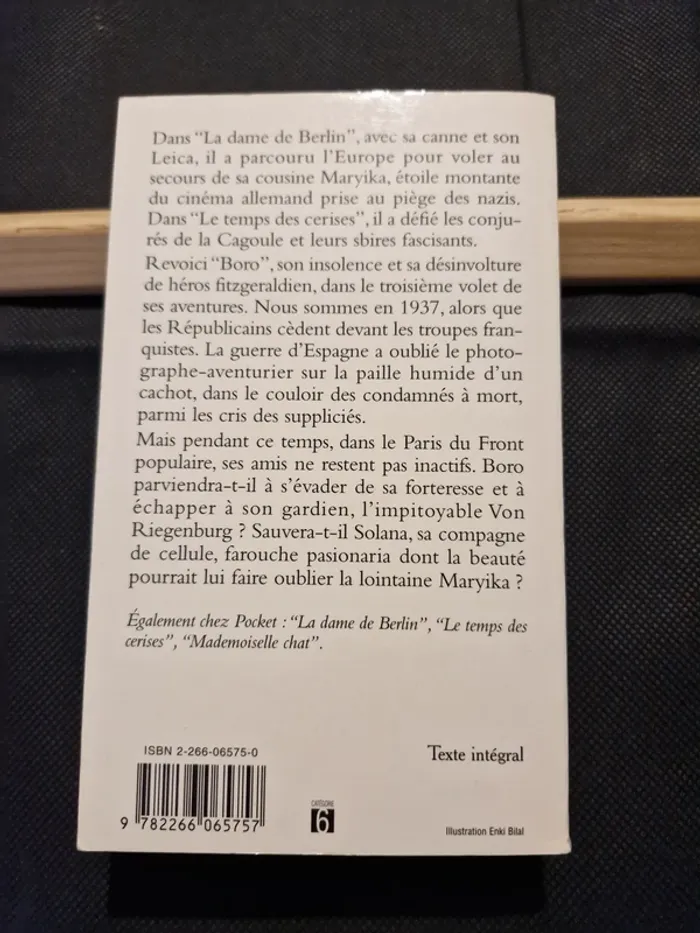 Dans “La dame de Berlin”, avec sa canne et son
Leica, il a parcouru l’Europe pour voler au
secours de sa cousine Maryika, étoile montante
du cinéma allemand prise au piège des nazis.
Dans “Le temps des cerises”, il a défié les conju-
rés de la Cagoule et leurs sbires fascisants.
Revoici “Boro”, son insolence et sa désinvolture
de héros fitzgeraldien, dans le troisième volet de
ses aventures. Nous sommes en 1937, alors que
les Républicains cèdent devant les troupes fran-
quistes. La guerre d’Espagne a oublié le photo-
graphe-aventurier sur la paille humide d’un
cachot, dans le couloir des condamnés à mort,
parmi les cris des suppliciés.
Mais pendant ce temps, dans le Paris du Front
populaire, ses amis ne restent pas inactifs. Boro
parviendra-t-il à s’évader de sa forteresse et à
échapper à son gardien, l’impitoyable Von
Riegenburg ? Sauvera-t-il Solana, sa compagne
de cellule, farouche pasionaria dont la beauté
pourrait lui faire oublier la lointaine Maryika ?
Également chez Pocket : “La dame de Berlin”, “Le temps des
cerises”, “Mademoiselle chat”.
ISBN 2-266-06575-0
Texte intégral
9 782266 065757
CATÉGORIE
6
Illustration Enki Bilal